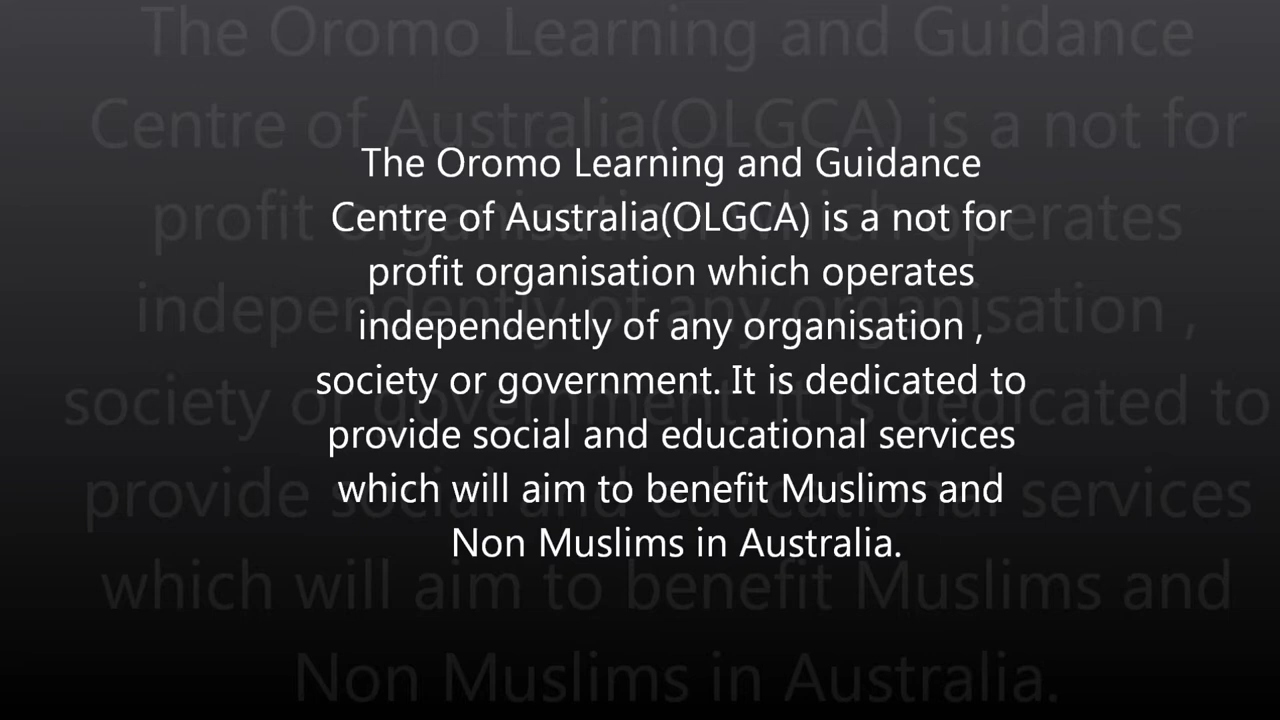 The Oromo Learning and Guidance
Centre of Australia(OLGCA) is a not for
profit organisation which operates
independently of any organisation ,
society or government. It is dedicated to
provide social and educational services
which will aim to benefit Muslims and
Non Muslims in Australia.